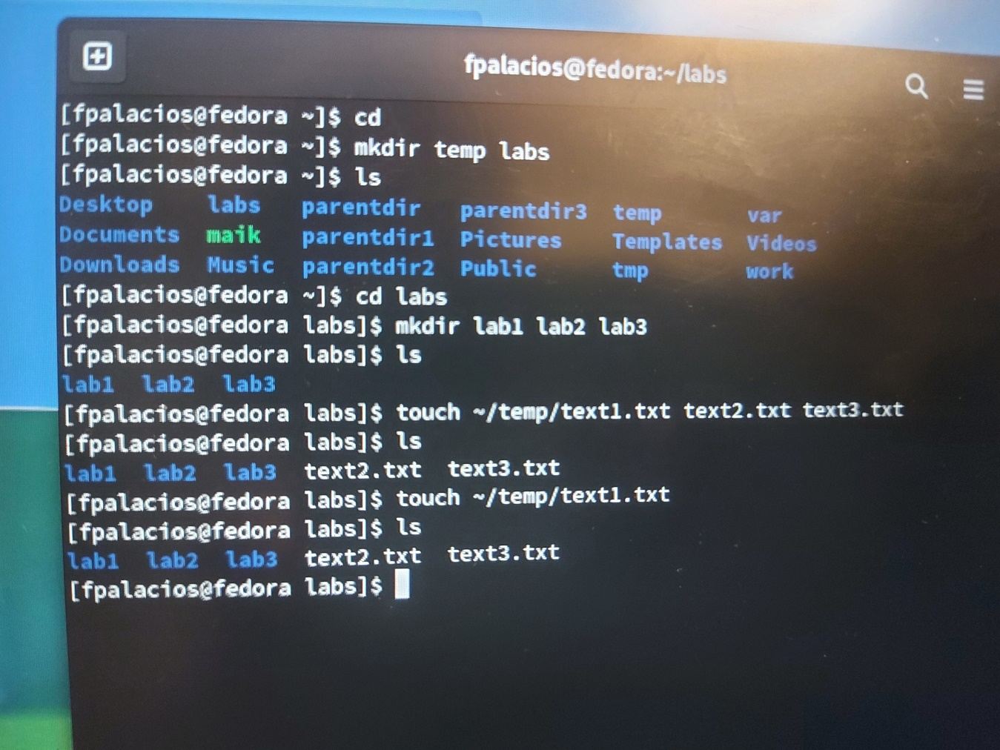 fpalacios@fedora:~/labs
[fpalacios@fedora ~]$ cd
[fpalacios@fedora ~]$ mkdir temp labs
[fpalacios@fedora ~]$ ls
Desktop labs parentdir parentdir3 temp var
Documents maik parentdir1 Pictures Templates Videos
Downloads Music parentdir2 Public tmp work
[fpalacios@fedora ~]$ cd labs
[fpalacios@fedora labs]$ mkdir lab1 lab2 lab3
[fpalacios@fedora labs]$ ls
lab1 lab2 lab3
[fpalacios@fedora labs]$ touch ~/temp/text1.txt text2.txt text3.txt
[fpalacios@fedora labs]$ ls
lab1 lab2 lab3 text2.txt text3.txt
[fpalacios@fedora labs]$ touch ~/temp/text1.txt
[fpalacios@fedora labs]$ ls
lab1 lab2 lab3 text2.txt text3.txt
[fpalacios@fedora labs]$